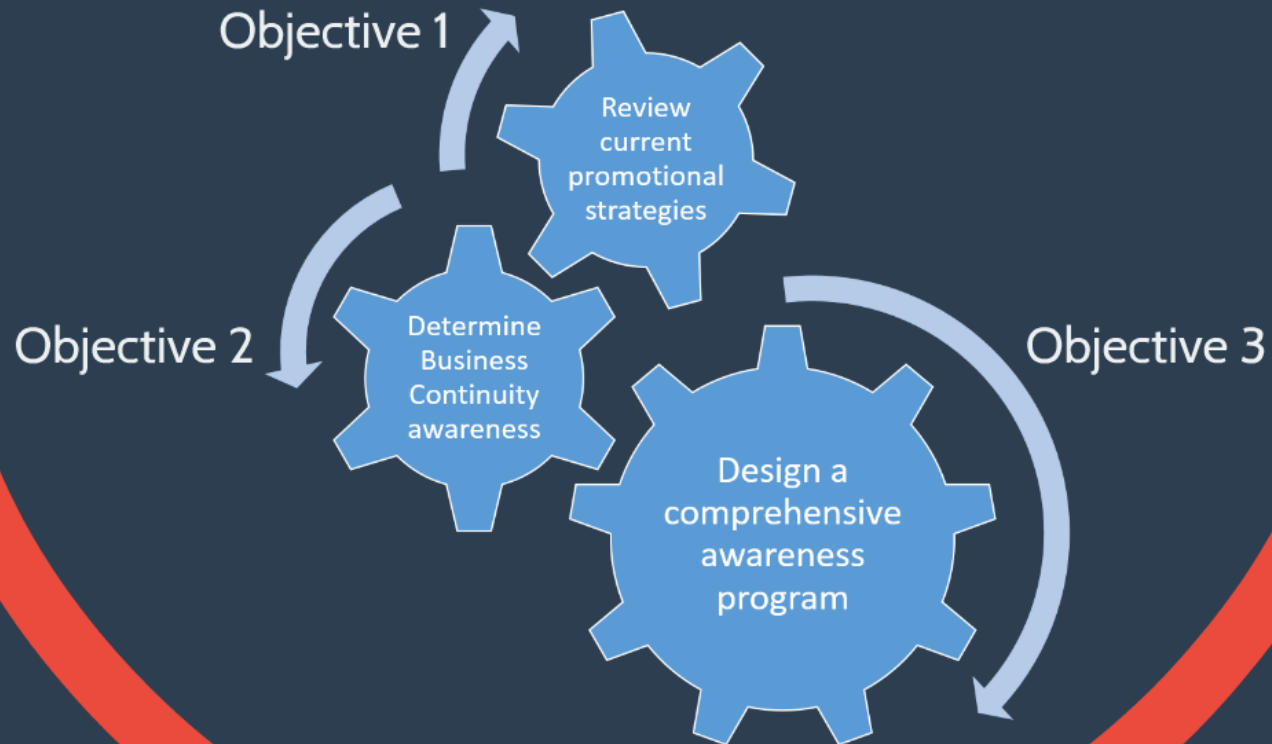 Objective 1
Review
current
promotional
strategies
Objective 2
Determine
Business
Continuity
awareness
Objective 3
Design a
comprehensive
awareness
program